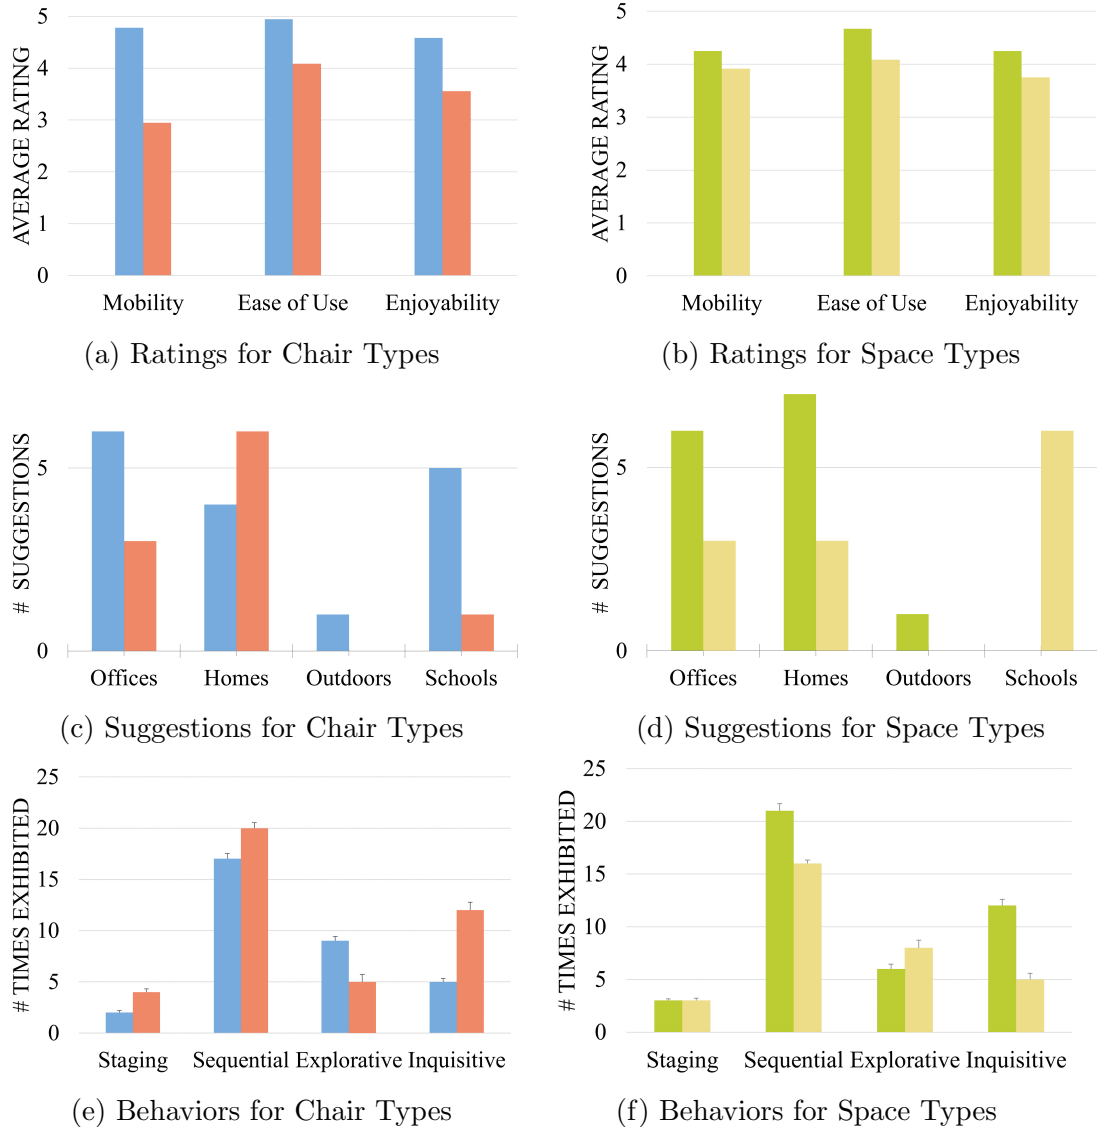 AVERAGE RATING
5
4
3
2
1
0
Mobility Ease of Use Enjoyability
(a) Ratings for Chair Types
AVERAGE RATING
5
4
3
2
1
0
Mobility Ease of Use Enjoyability
(b) Ratings for Space Types
# SUGGESTIONS
5
0
Offices Homes Outdoors Schools
(c) Suggestions for Chair Types
# SUGGESTIONS
5
0
Offices Homes Outdoors Schools
(d) Suggestions for Space Types
# TIMES EXHIBITED
25
20
15
10
5
0
Staging Sequential Explorative Inquisitive
(e) Behaviors for Chair Types
# TIMES EXHIBITED
25
20
15
10
5
0
Staging Sequential Explorative Inquisitive
(f) Behaviors for Space Types